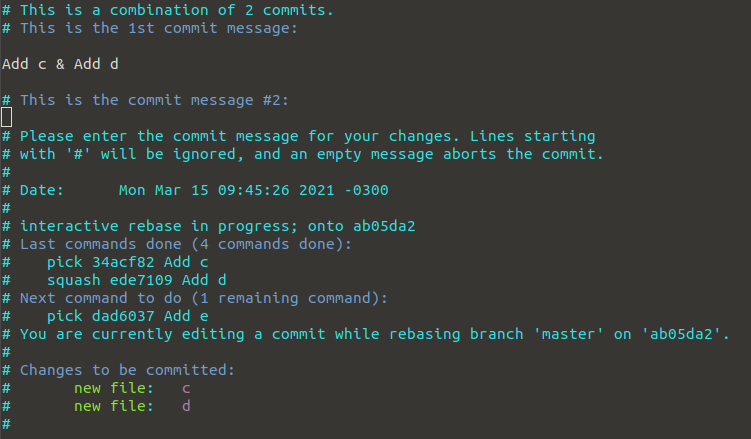 # This is a combination of 2 commits.
# This is the 1st commit message:

Add c & Add d

# This is the commit message #2:

# Please enter the commit message for your changes. Lines starting
# with '#' will be ignored, and an empty message aborts the commit.
#
# Date:      Mon Mar 15 09:45:26 2021 -0300
#
# interactive rebase in progress; onto ab05da2
# Last commands done (4 commands done):
#    pick 34acf82 Add c
#    squash ede7109 Add d
# Next command to do (1 remaining command):
#    pick dad6037 Add e
# You are currently editing a commit while rebasing branch 'master' on 'ab05da2'.
#
# Changes to be committed:
#       new file:   c
#       new file:   d
#